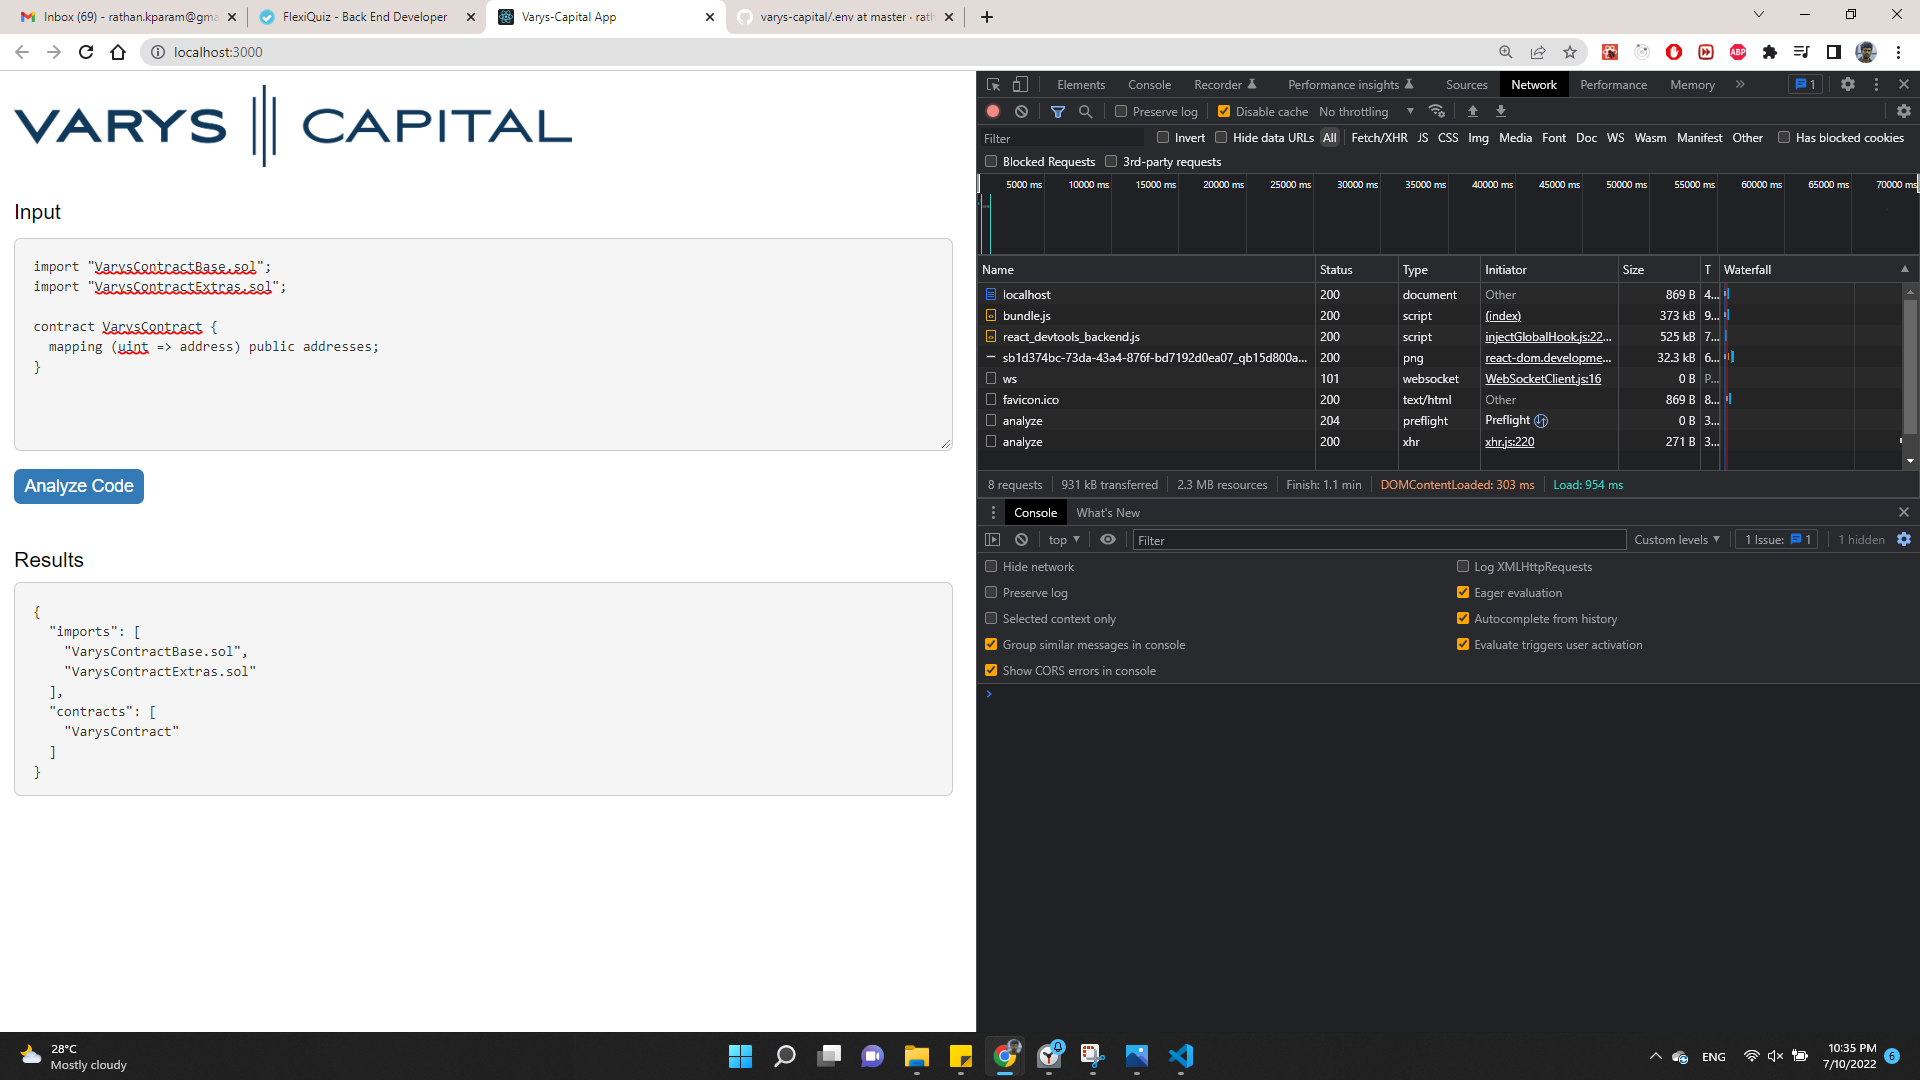 Inbox (69) - rathan.kparam@gma
FlexiQuiz - Back End Developer
Varys-Capital App
varys-capital/.env at master · rath
localhost:3000
ABP
VARYS CAPITAL
Input
import "VarysContractBase.sol";
import "VarysContractExtras.sol";
contract VarysContract {
mapping (uint => address) public addresses;
}
Analyze Code
Results
{
"imports": [
"VarysContractBase.sol",
"VarysContractExtras.sol"
],
"contracts": [
"VarysContract"
]
}
Elements Console Recorder Performance insights Sources Network Performance Memory » 1
Preserve log Disable cache No throttling
Filter Invert Hide data URLs All Fetch/XHR JS CSS Img Media Font Doc WS Wasm Manifest Other Has blocked cookies
Blocked Requests 3rd-party requests
5000 ms 10000 ms 15000 ms 20000 ms 25000 ms 30000 ms 35000 ms 40000 ms 45000 ms 50000 ms 55000 ms 60000 ms 65000 ms 70000 ms
Name Status Type Initiator Size T Waterfall
localhost 200 document Other 869 B 4...
bundle.js 200 script (index) 373 kB 9...
react_devtools_backend.js 200 script injectGlobalHook.js:22... 525 kB 7...
sb1d374bc-73da-43a4-876f-bd7192d0ea07_qb15d800a... 200 png react-dom.developme... 32.3 kB 6...
ws 101 websocket WebSocketClient.js:16 0 B P...
favicon.ico 200 text/html Other 869 B 8...
analyze 204 preflight Preflight 0 B 3...
analyze 200 xhr xhr.js:220 271 B 3...
8 requests 931 kB transferred 2.3 MB resources Finish: 1.1 min DOMContentLoaded: 303 ms Load: 954 ms
Console What's New
top Filter Custom levels 1 Issue: 1 1 hidden
Hide network Log XMLHttpRequests
Preserve log Eager evaluation
Selected context only Autocomplete from history
Group similar messages in console Evaluate triggers user activation
Show CORS errors in console
28°C
Mostly cloudy
ENG
10:35 PM
7/10/2022
6